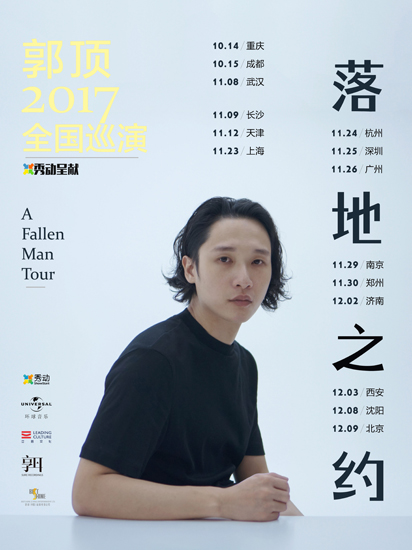 郭顶
2017
全国巡演
秀动呈献
A
Fallen
Man
Tour
10.14/重庆
10.15/成都
11.08/武汉
11.09/长沙
11.12/天津
11.23/上海
落
地
之
约
11.24/杭州
11.25/深圳
11.26/广州
11.29/南京
11.30/郑州
12.02/济南
12.03/西安
12.08/沈阳
12.09/北京
秀动
UNIVERSAL
环球音乐
LEADING
CULTURE